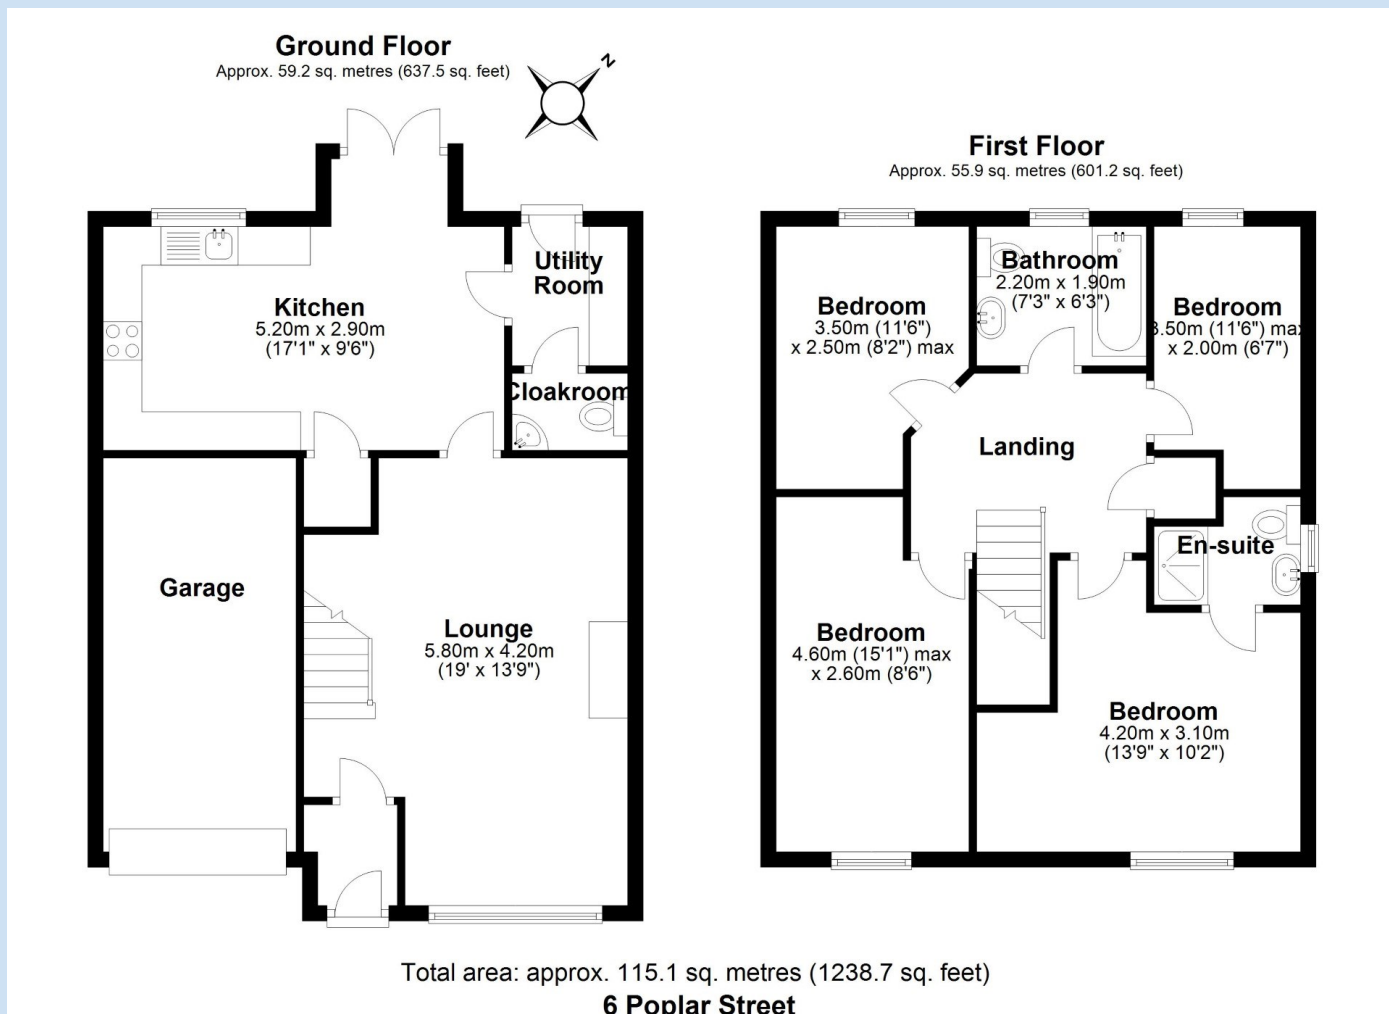 Ground Floor
Approx. 59.2 sq. metres (637.5 sq. feet)
N
Kitchen
5.20m x 2.90m
(17'1" x 9'6")
Utility
Room
Cloakroom
Garage
Lounge
5.80m x 4.20m
(19' x 13'9")
First Floor
Approx. 55.9 sq. metres (601.2 sq. feet)
Bedroom
3.50m (11'6")
x 2.50m (8'2") max
Bathroom
2.20m x 1.90m
(7'3" x 6'3")
Bedroom
3.50m (11'6") max
x 2.00m (6'7")
Landing
En-suite
Bedroom
4.60m (15'1") max
x 2.60m (8'6")
Bedroom
4.20m x 3.10m
(13'9" x 10'2")
Total area: approx. 115.1 sq. metres (1238.7 sq. feet)
6 Poplar Street